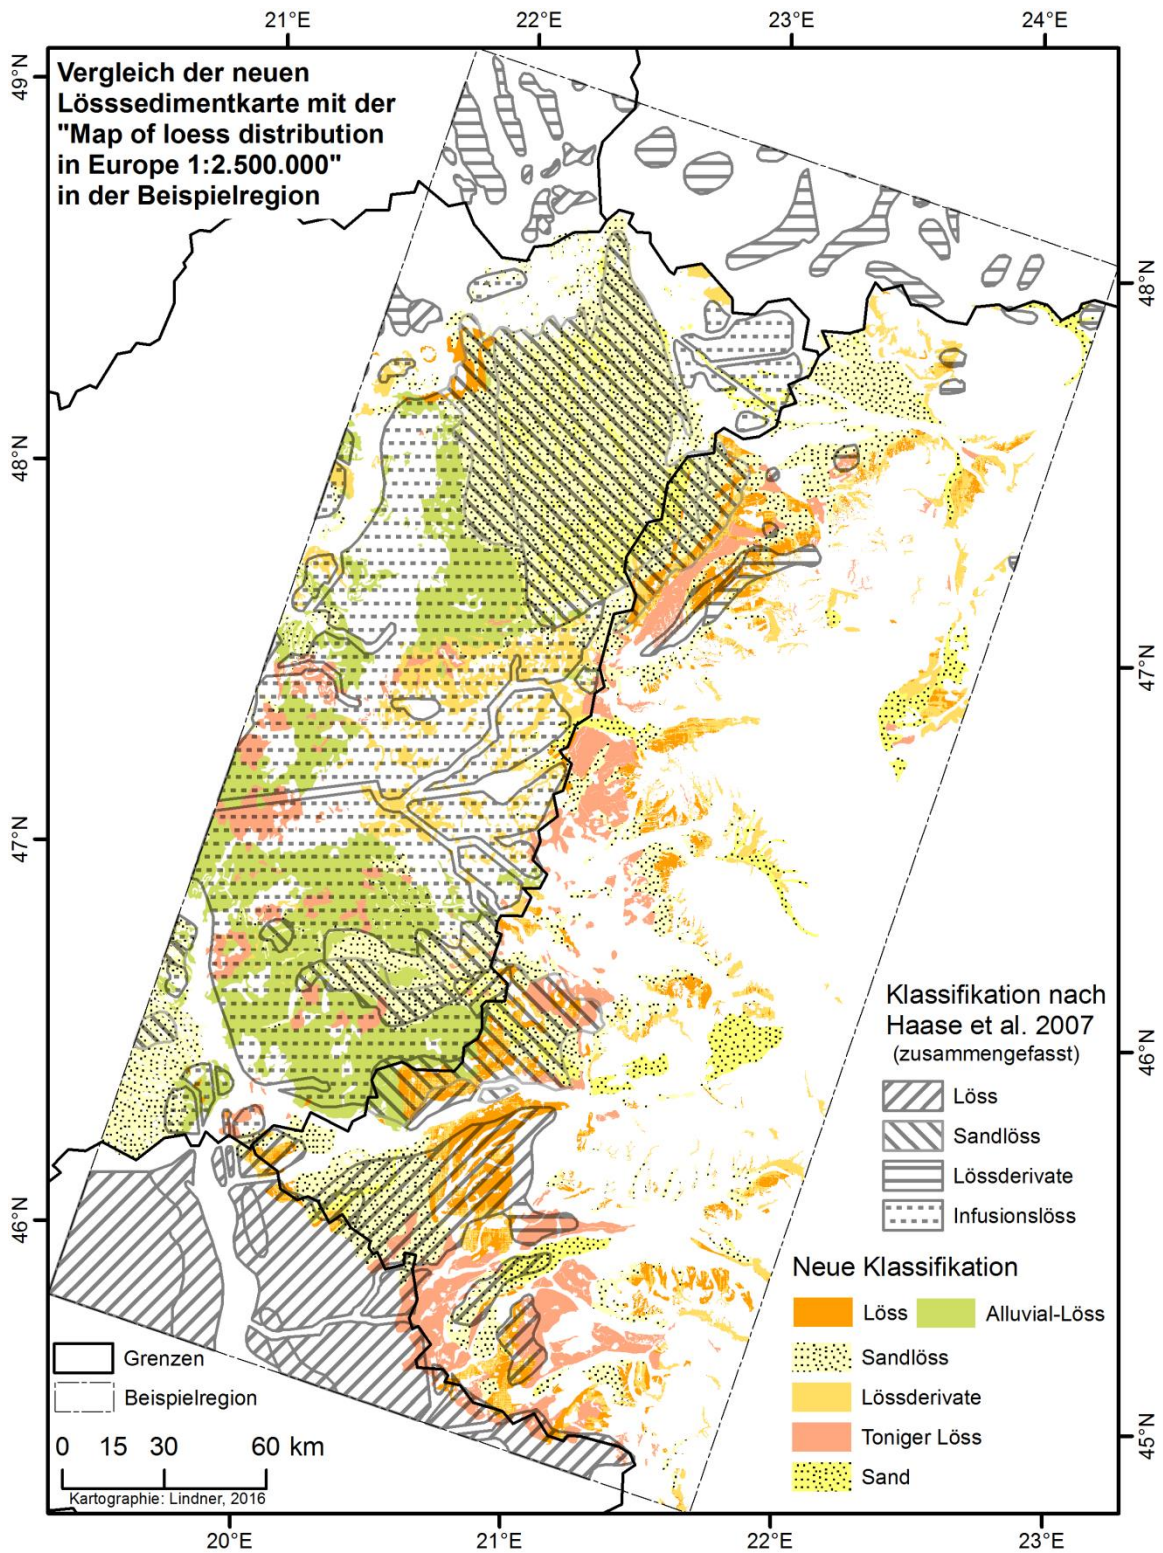 21°E
22°E
23°E
24°E
49°N
Vergleich der neuen
Lösssedimentkarte mit der
"Map of loess distribution
in Europe 1:2.500.000"
in der Beispielregion
48°N
48°N
47°N
47°N
46°N
46°N
45°N
Klassifikation nach
Haase et al. 2007
(zusammengefasst)
Löss
Sandlöss
Lössderivate
Infusionslöss
Neue Klassifikation
Löss
Alluvial-Löss
Sandlöss
Lössderivate
Toniger Löss
Sand
Grenzen
Beispielregion
0 15 30 60 km
Kartographie: Lindner, 2016
20°E
21°E
22°E
23°E